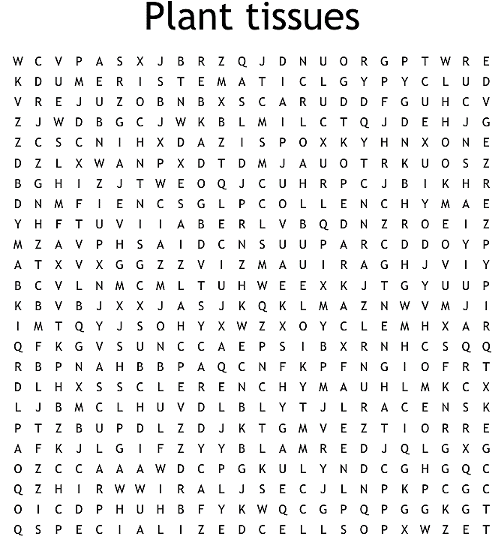 Plant tissues
W C V P A S X J B R Z Q J D N U O R G P T W R E
K D U M E R I S T E M A T I C L G Y P Y C L U D
V R E J U Z O B N B X S C A R U D D F G U H C V
Z J W D B G C J W K B L M I L C T Q J D E H J G
Z C S C N I H X D A Z I S P O X K Y H N X O N E
D Z L X W A N P X D T D M J A U O T R K U O S Z
B G H I Z J T W E O Q J C U H R P C J B I K H R
D N M F I E N C S G L P C O L L E N C H Y M A E
Y H F T U V I I A B E R L V B Q D N Z R O E I Z
M Z A V P H S A I D C N S U U P A R C D D O Y P
A T X V X G G Z Z V I Z M A U I R A G H J V I Y
B C V L N M C M L T U H W E E X K J T G Y U U P
K B V B J X X J A S J K Q K L M A Z N W V M J I
I M T Q Y J S O H Y X W Z X O Y C L E M H X A R
Q F K G V S U N C C A E P S I B X R N H C S Q Q
R B P N A H B B P A Q C N F K P F N G I O F R T
D L H X S S C L E R E N C H Y M A U H L M K C X
L J B M C L H U V D L B L Y T J L R A C E N S K
P T Z B U P D L Z D J K T G M V E Z T I O R R E
A F K J L G I F Z Y Y B L A M R E D J Q L G X G
O Z C C A A A W D C P G K U L Y N D C G H G Q C
Q Z H I R W W I R A L J S E C J L N P K P C G C
O I C D P H U H B F Y K W Q C G P Q P G G K G T
Q S P E C I A L I Z E D C E L L S O P X W Z E T